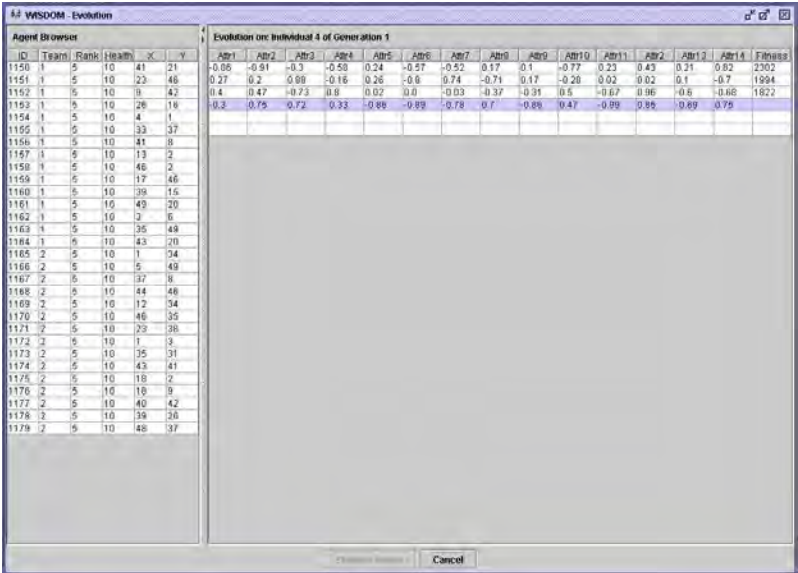 WISDOM - Evolution
Agent Browser
Evolution on: Individual 4 of Generation 1
ID Team Rank Health X Y
Attr1 Attr2 Attr3 Attr4 Attr5 Attr6 Attr7 Attr8 Attr9 Attr10 Attr11 Attr2 Attr13 Attr14 Fitness
1150 1 5 10 41 21
-0.06 -0.91 -0.3 -0.58 0.24 -0.57 -0.52 0.17 0.1 -0.77 0.23 0.43 0.21 0.82 2302
1151 1 5 10 23 46
0.27 0.2 0.88 -0.16 0.26 -0.6 0.74 -0.71 0.17 -0.28 0.02 0.02 0.1 -0.7 1994
1152 1 5 10 9 42
0.4 0.47 -0.73 0.8 0.02 0.0 -0.03 -0.37 -0.31 0.5 -0.67 0.96 -0.6 -0.68 1822
1153 1 5 10 26 16
-0.3 0.75 0.72 0.33 -0.86 -0.89 -0.78 0.7 -0.86 0.47 -0.99 0.85 -0.69 0.75
1154 1 5 10 4 1
1155 1 5 10 33 37
1156 1 5 10 41 8
1157 1 5 10 13 2
1158 1 5 10 46 2
1159 1 5 10 17 46
1160 1 5 10 39 15
1161 1 5 10 49 20
1162 1 5 10 3 6
1163 1 5 10 35 49
1164 1 5 10 43 20
1165 2 5 10 1 34
1166 2 5 10 5 49
1167 2 5 10 37 8
1168 2 5 10 44 46
1169 2 5 10 12 34
1170 2 5 10 46 35
1171 2 5 10 23 38
1172 2 5 10 1 3
1173 2 5 10 35 31
1174 2 5 10 43 41
1175 2 5 10 18 2
1176 2 5 10 18 9
1177 2 5 10 40 42
1178 2 5 10 39 26
1179 2 5 10 48 37
Cancel